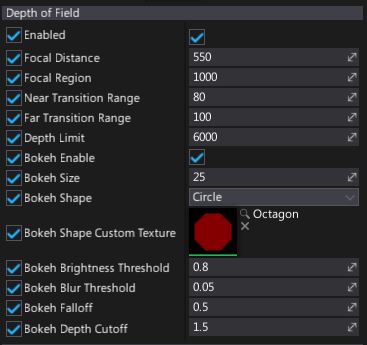 Depth of Field
Enabled
Focal Distance 550
Focal Region 1000
Near Transition Range 80
Far Transition Range 100
Depth Limit 6000
Bokeh Enable
Bokeh Size 25
Bokeh Shape Circle
Bokeh Shape Custom Texture Octagon
Bokeh Brightness Threshold 0.8
Bokeh Blur Threshold 0.05
Bokeh Falloff 0.5
Bokeh Depth Cutoff 1.5